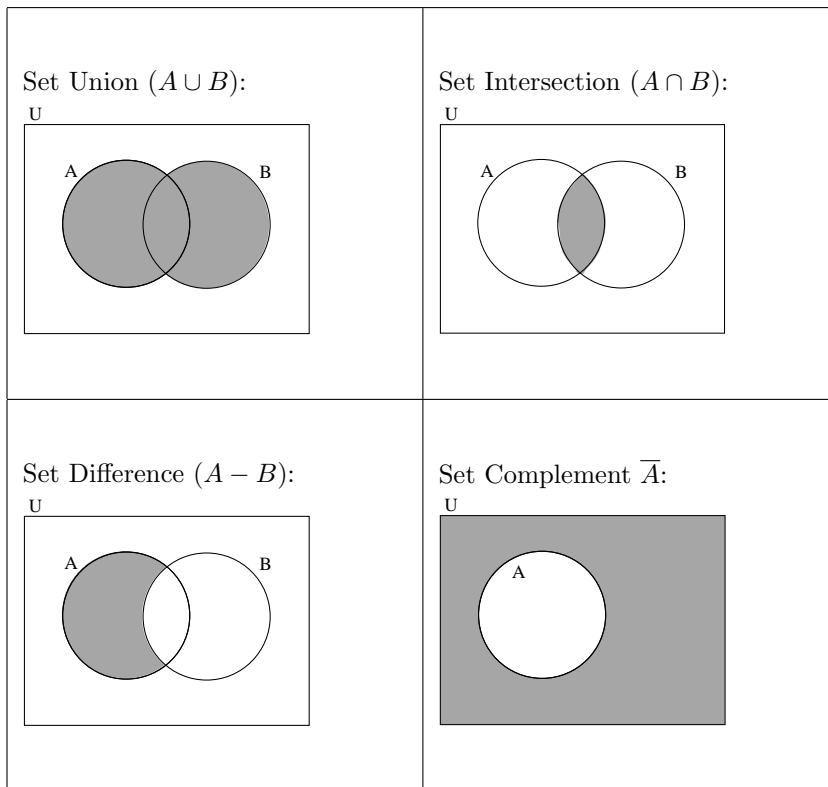 Set Union (A ∪ B):
U
A
B
Set Intersection (A ∩ B):
U
A
B
Set Difference (A − B):
U
A
B
Set Complement A̅:
U
A